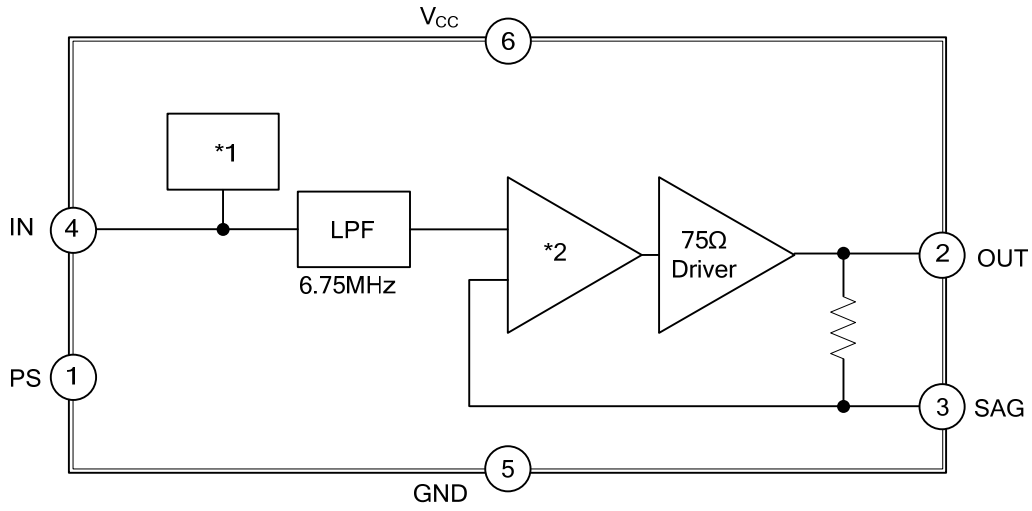 VCC
6
*1
IN
4
LPF
6.75MHz
*2
75Ω
Driver
2
OUT
PS
1
3
SAG
5
GND